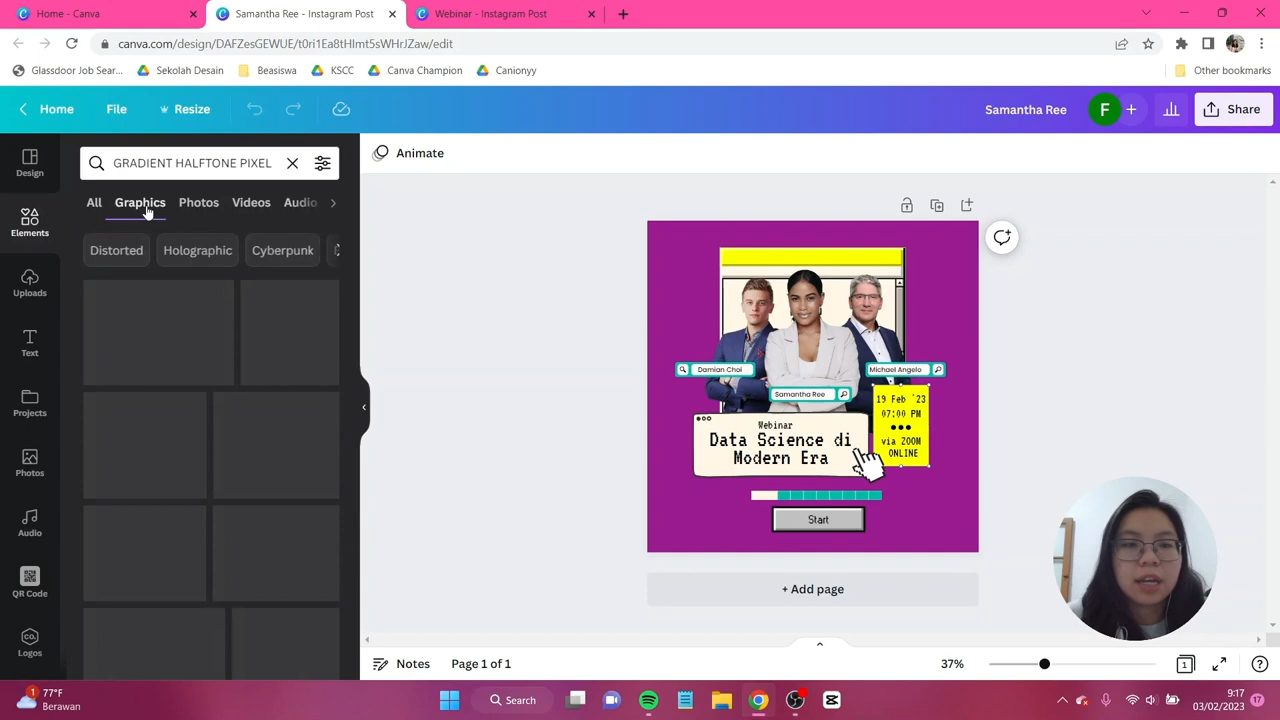 Home - Canva
Samantha Ree - Instagram Post
Webinar - Instagram Post
canva.com/design/DAFZesGEWUE/t0ri1Ea8tHImt5sWHrJZaw/edit
Glassdoor Job Sear...
Sekolah Desain
Beasiswa
KSCC
Canva Champion
Canionyy
Other bookmarks
Home
File
Resize
Samantha Ree
F
Share
Design
Elements
Uploads
Text
Projects
Photos
Audio
QR Code
Logos
GRADIENT HALFTONE PIXEL
All
Graphics
Photos
Videos
Audio
Distorted
Holographic
Cyberpunk
Animate
Damian Choi
Michael Angelo
Samantha Ree
19 Feb `23
07:00 PM
via ZOOM
ONLINE
Webinar
Data Science di
Modern Era
Start
+ Add page
Notes
Page 1 of 1
37%
1
1
77°F
Berawan
Search
9:17
03/02/2023
17